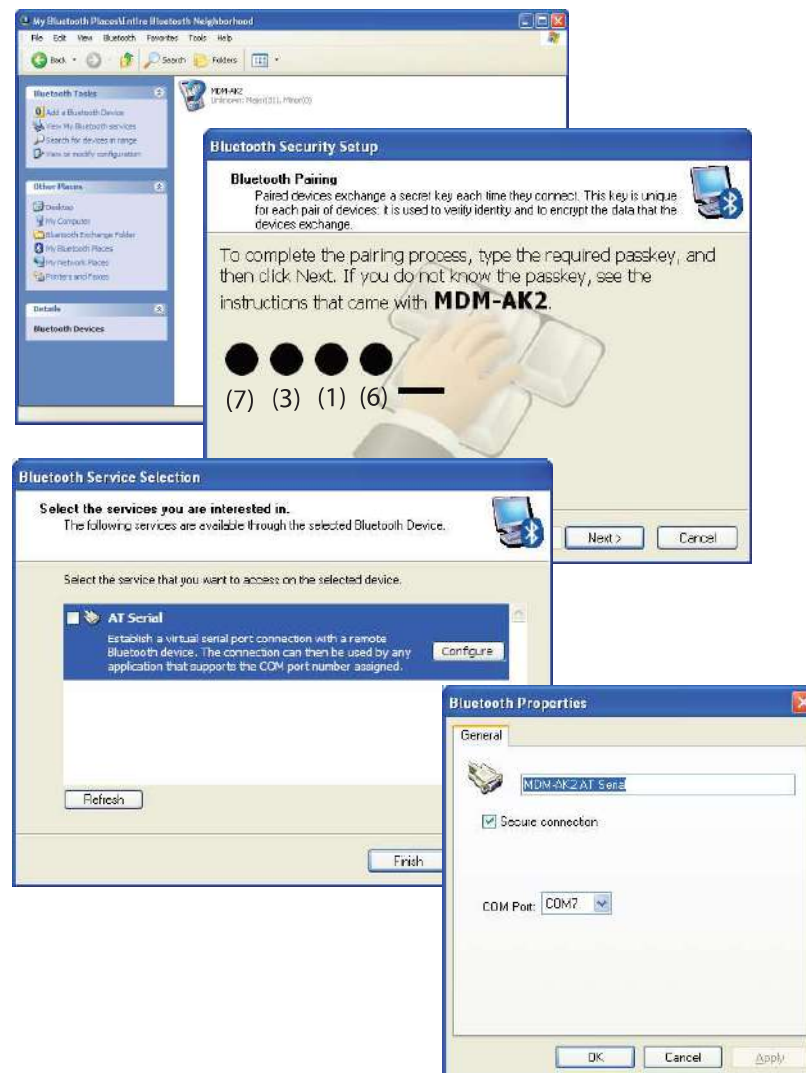 My Bluetooth Places\Entire Bluetooth Neighborhood
File Edit View Bluetooth Favorites Tools Help
Back Search Folders
Bluetooth Tasks
Add a Bluetooth Device
View My Bluetooth services
Search for devices in range
View or modify configuration
Other Places
Desktop
My Computer
Bluetooth Exchange Folder
My Bluetooth Places
My Network Places
Printers and Faxes
Details
Bluetooth Devices
MDM-AK2
Unknown: Major(31), Minor(0)
Bluetooth Security Setup
Bluetooth Pairing
Paired devices exchange a secret key each time they connect. This key is unique
for each pair of devices; it is used to verify identity and to encrypt the data that the
devices exchange.
To complete the pairing process, type the required passkey, and
then click Next. If you do not know the passkey, see the
instructions that came with MDM-AK2.
(7) (3) (1) (6)
Next > Cancel
Bluetooth Service Selection
Select the services you are interested in.
The following services are available through the selected Bluetooth Device.
Select the service that you want to access on the selected device.
AT Serial
Establish a virtual serial port connection with a remote
Bluetooth device. The connection can then be used by any
application that supports the COM port number assigned.
Configure
Refresh
Finish
Bluetooth Properties
General
MDM-AK2 AT Serial
Secure connection
COM Port: COM7
OK Cancel Apply